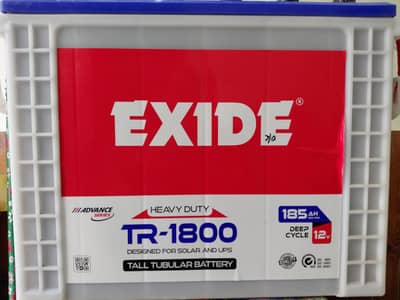 EXIDE®
ok
ADVANCE
SERIES
HEAVY DUTY
TR-1800
DESIGNED FOR SOLAR AND UPS
TALL TUBULAR BATTERY
185AH
DEEP
CYCLE
12V